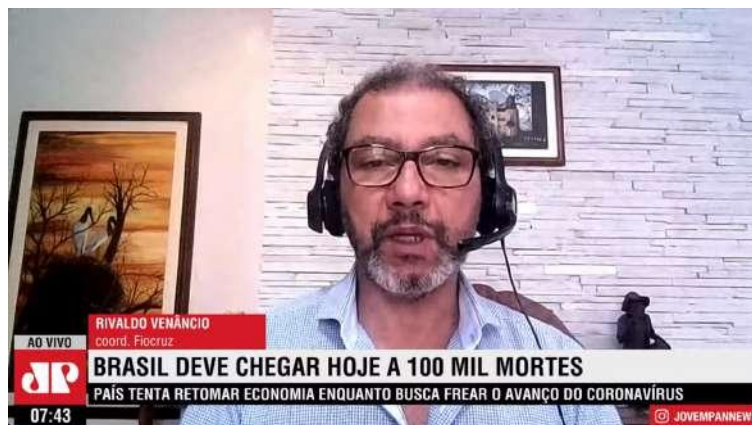 RIVALDO VENÂNCIO
coord. Fiocruz
AO VIVO
BRASIL DEVE CHEGAR HOJE A 100 MIL MORTES
JP
PAÍS TENTA RETOMAR ECONOMIA ENQUANTO BUSCA FREAR O AVANÇO DO CORONAVÍRUS
07:43
JOVEMPANNEW